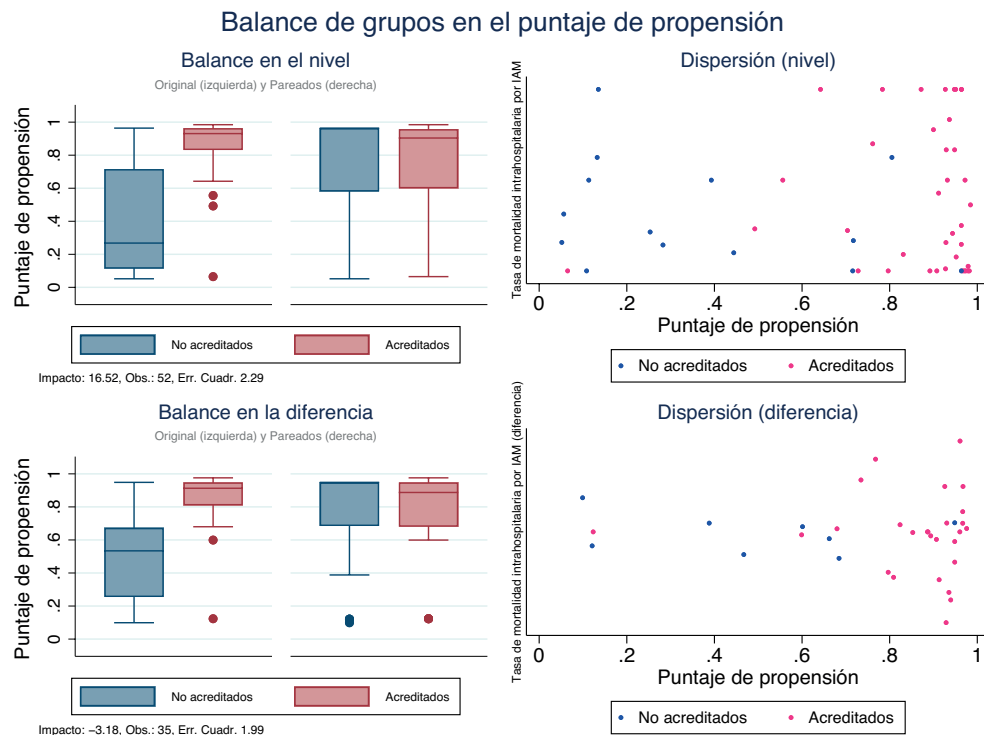 Balance de grupos en el puntaje de propensión
Balance en el nivel
Original (izquierda) y Pareados (derecha)
Puntaje de propensión
1
.8
.6
.4
.2
0
No acreditados
Acreditados
Impacto: 16.52, Obs.: 52, Err. Cuadr. 2.29
Dispersión (nivel)
Tasa de mortalidad intrahospitalaria por IAM
0 .2 .4 .6 .8 1
Puntaje de propensión
No acreditados
Acreditados
Balance en la diferencia
Original (izquierda) y Pareados (derecha)
Puntaje de propensión
1
.8
.6
.4
.2
0
No acreditados
Acreditados
Impacto: −3.18, Obs.: 35, Err. Cuadr. 1.99
Dispersión (diferencia)
Tasa de mortalidad intrahospitalaria por IAM (diferencia)
0 .2 .4 .6 .8 1
Puntaje de propensión
No acreditados
Acreditados